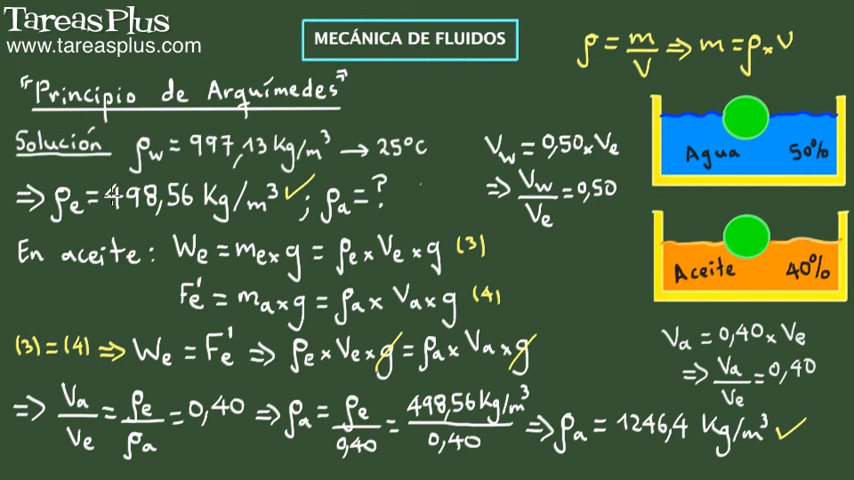 TAREASPLUS
www.tareasplus.com
MECÁNICA DE FLUIDOS
ρ = m/V ⇒ m = ρ x V
"Principio de Arquímedes"
Solución ρw = 997,13 Kg/m³ → 25°C
Vw = 0,50 x Ve
Agua 50%
⇒ ρe = 498,56 Kg/m³ ✓ ; ρa = ?
⇒ Vw/Ve = 0,50
En aceite: We = me x g = ρe x Ve x g (3)
Aceite 40%
Fe' = ma x g = ρa x Va x g (4)
(3) = (4) ⇒ We = Fe' ⇒ ρe x Ve x g = ρa x Va x g
Va = 0,40 x Ve
⇒ Va/Ve = 0,40
⇒ Va/Ve = ρe/ρa = 0,40 ⇒ ρa = ρe/0,40 = 498,56 Kg/m³/0,40 ⇒ ρa = 1246,4 Kg/m³ ✓